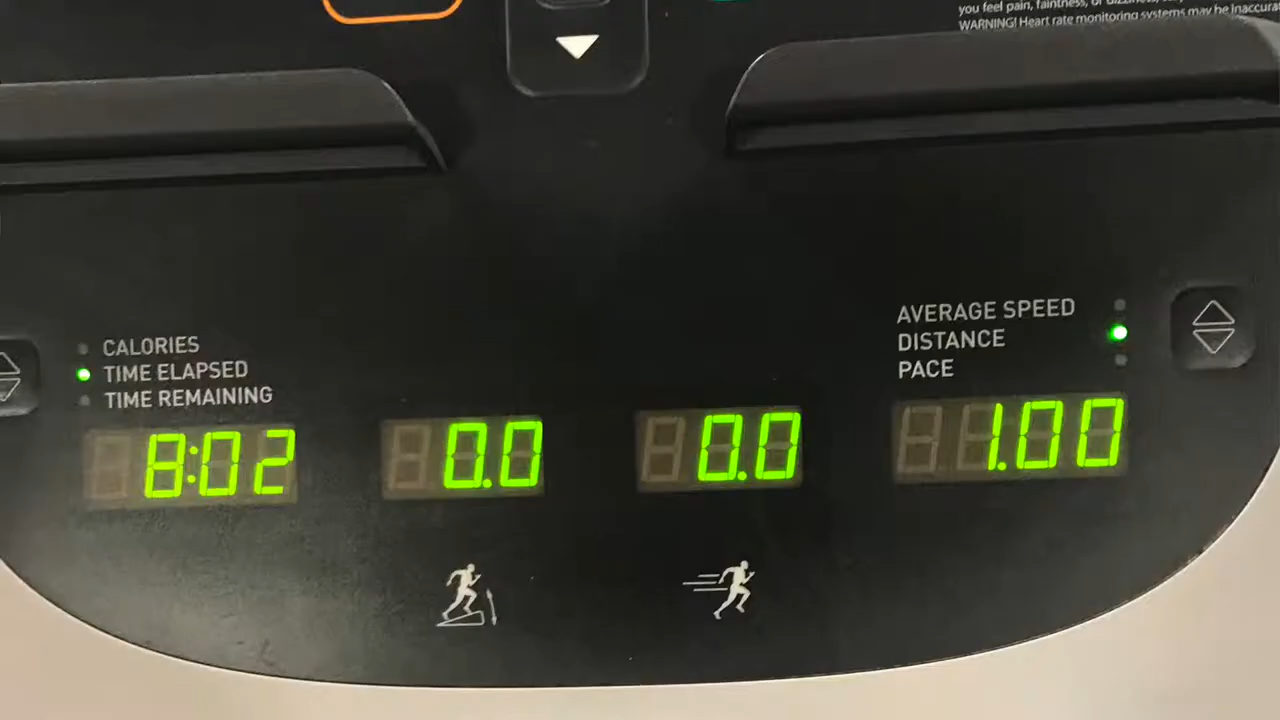 you feel pain, faintness, or dizziness,
WARNING! Heart rate monitoring systems may be inaccura
AVERAGE SPEED
DISTANCE
PACE
CALORIES
TIME ELAPSED
TIME REMAINING
8:02 0.0 0.0 1.00